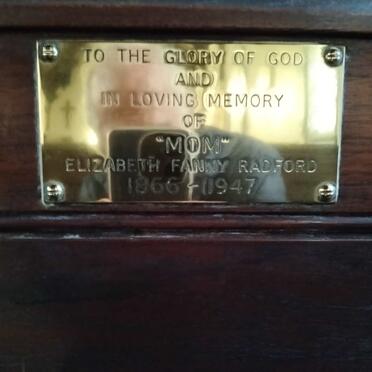 TO THE GLORY OF GOD
AND
IN LOVING MEMORY
OF
"MOM"
ELIZABETH FANNY RADFORD
1866-1947